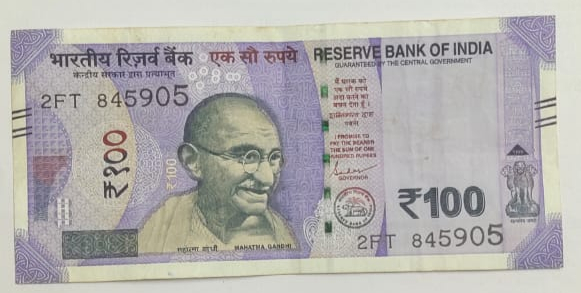 भारतीय रिज़र्व बैंक एक सौ रुपये RESERVE BANK OF INDIA
केन्द्रीय सरकार द्वारा प्रत्याभूत GUARANTEED BY THE CENTRAL GOVERNMENT
2FT 845905
मैं धारक को
एक सौ रुपये
अदा करने का
वचन देता हूँ।
I PROMISE TO
PAY THE BEARER
THE SUM OF ONE
HUNDRED RUPEES
GOVERNOR
₹१००
₹100
₹100
2FT 845905
महात्मा गांधी MAHATMA GANDHI